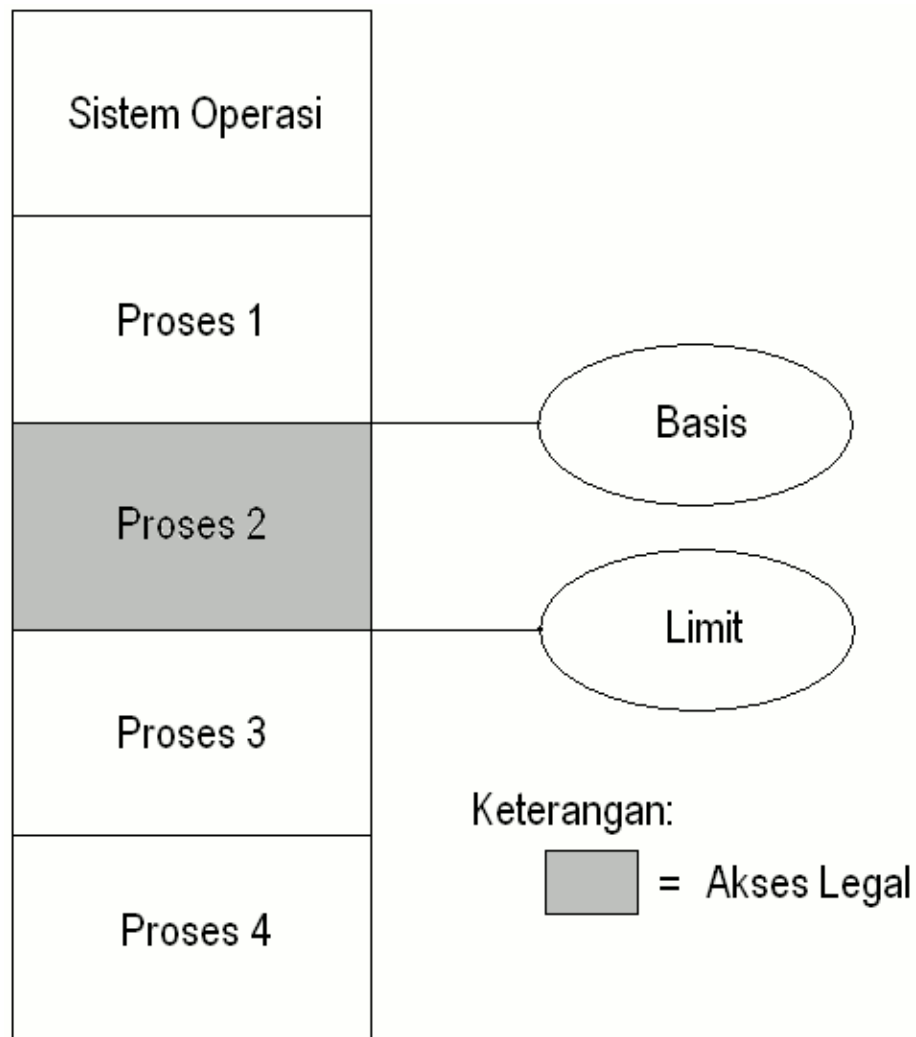 Sistem Operasi
Proses 1
Basis
Proses 2
Limit
Proses 3
Keterangan:
= Akses Legal
Proses 4